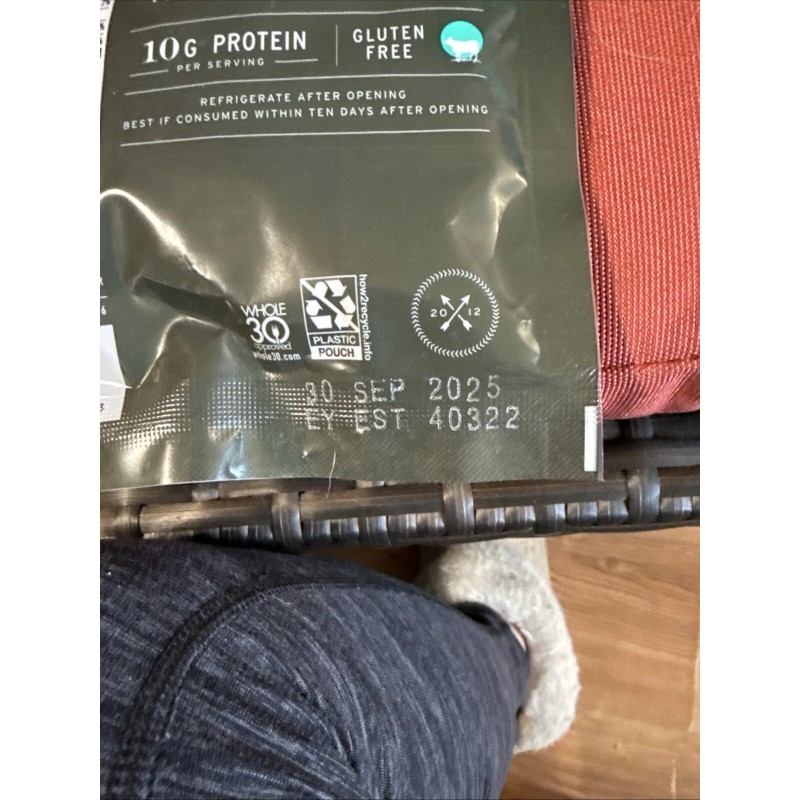 10G PROTEIN
PER SERVING
GLUTEN
FREE
REFRIGERATE AFTER OPENING
BEST IF CONSUMED WITHIN TEN DAYS AFTER OPENING
WHOLE
30
approved
whole30.com
how2recycle.info
PLASTIC
POUCH
20 12
30 SEP 2025
EY EST 40322